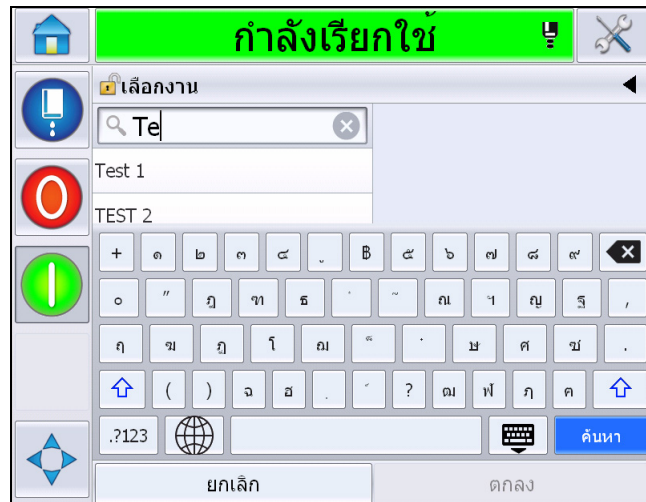 กำลังเรียกใช้
เลือกงาน
Te
Test 1
TEST 2
+ ๑ ๒ ๓ ๔ ู ฿ ๕ ๖ ๗ ๘ ๙
๐ " ฎ ฑ ธ ํ ๊ ณ ฯ ญ ฐ ,
ฤ ฆ ฏ โ ฌ ็ ๋ ษ ศ ซ .
( ) ฉ ฮ ฺ ์ ? ฒ ฬ ฦ ค
.?123 ค้นหา
ยกเลิก ตกลง